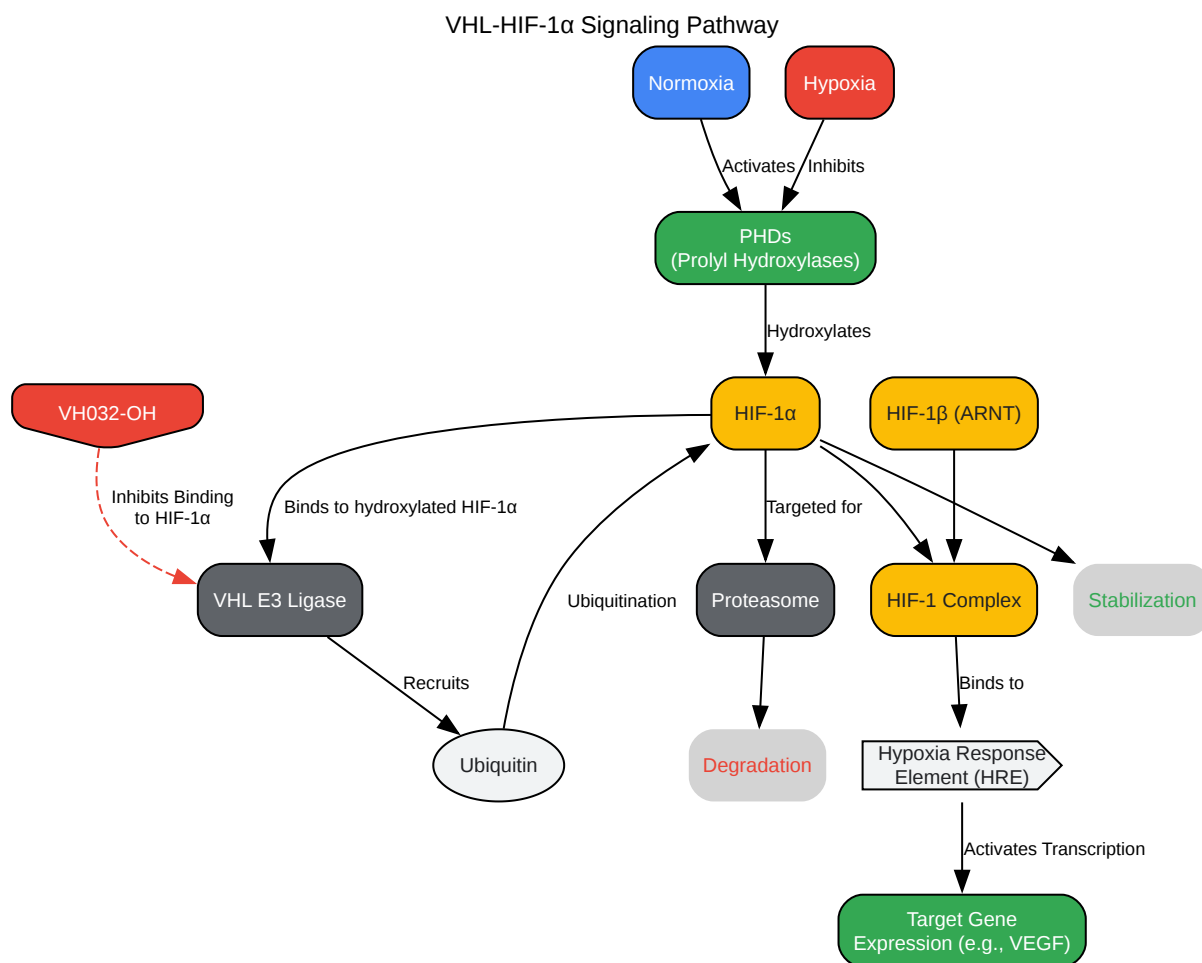 VHL-HIF-1α Signaling Pathway
Normoxia
Hypoxia
Activates
Inhibits
PHDs
(Prolyl Hydroxylases)
Hydroxylates
VH032-OH
HIF-1α
HIF-1β (ARNT)
Inhibits Binding
to HIF-1α
Binds to hydroxylated HIF-1α
Targeted for
VHL E3 Ligase
Ubiquitination
Proteasome
HIF-1 Complex
Stabilization
Recruits
Binds to
Ubiquitin
Degradation
Hypoxia Response
Element (HRE)
Activates Transcription
Target Gene
Expression (e.g., VEGF)